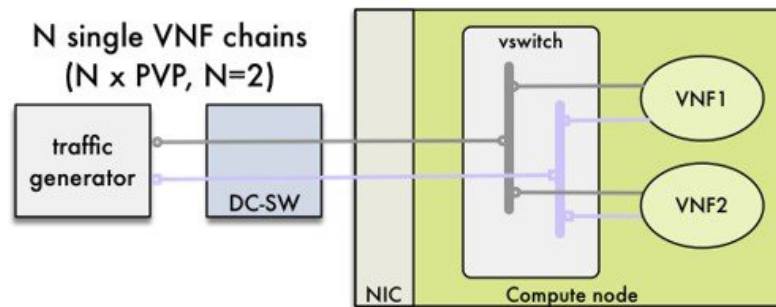 N single VNF chains
(N x PVP, N=2)
vswitch
VNF1
traffic
generator
DC-SW
VNF2
NIC
Compute node